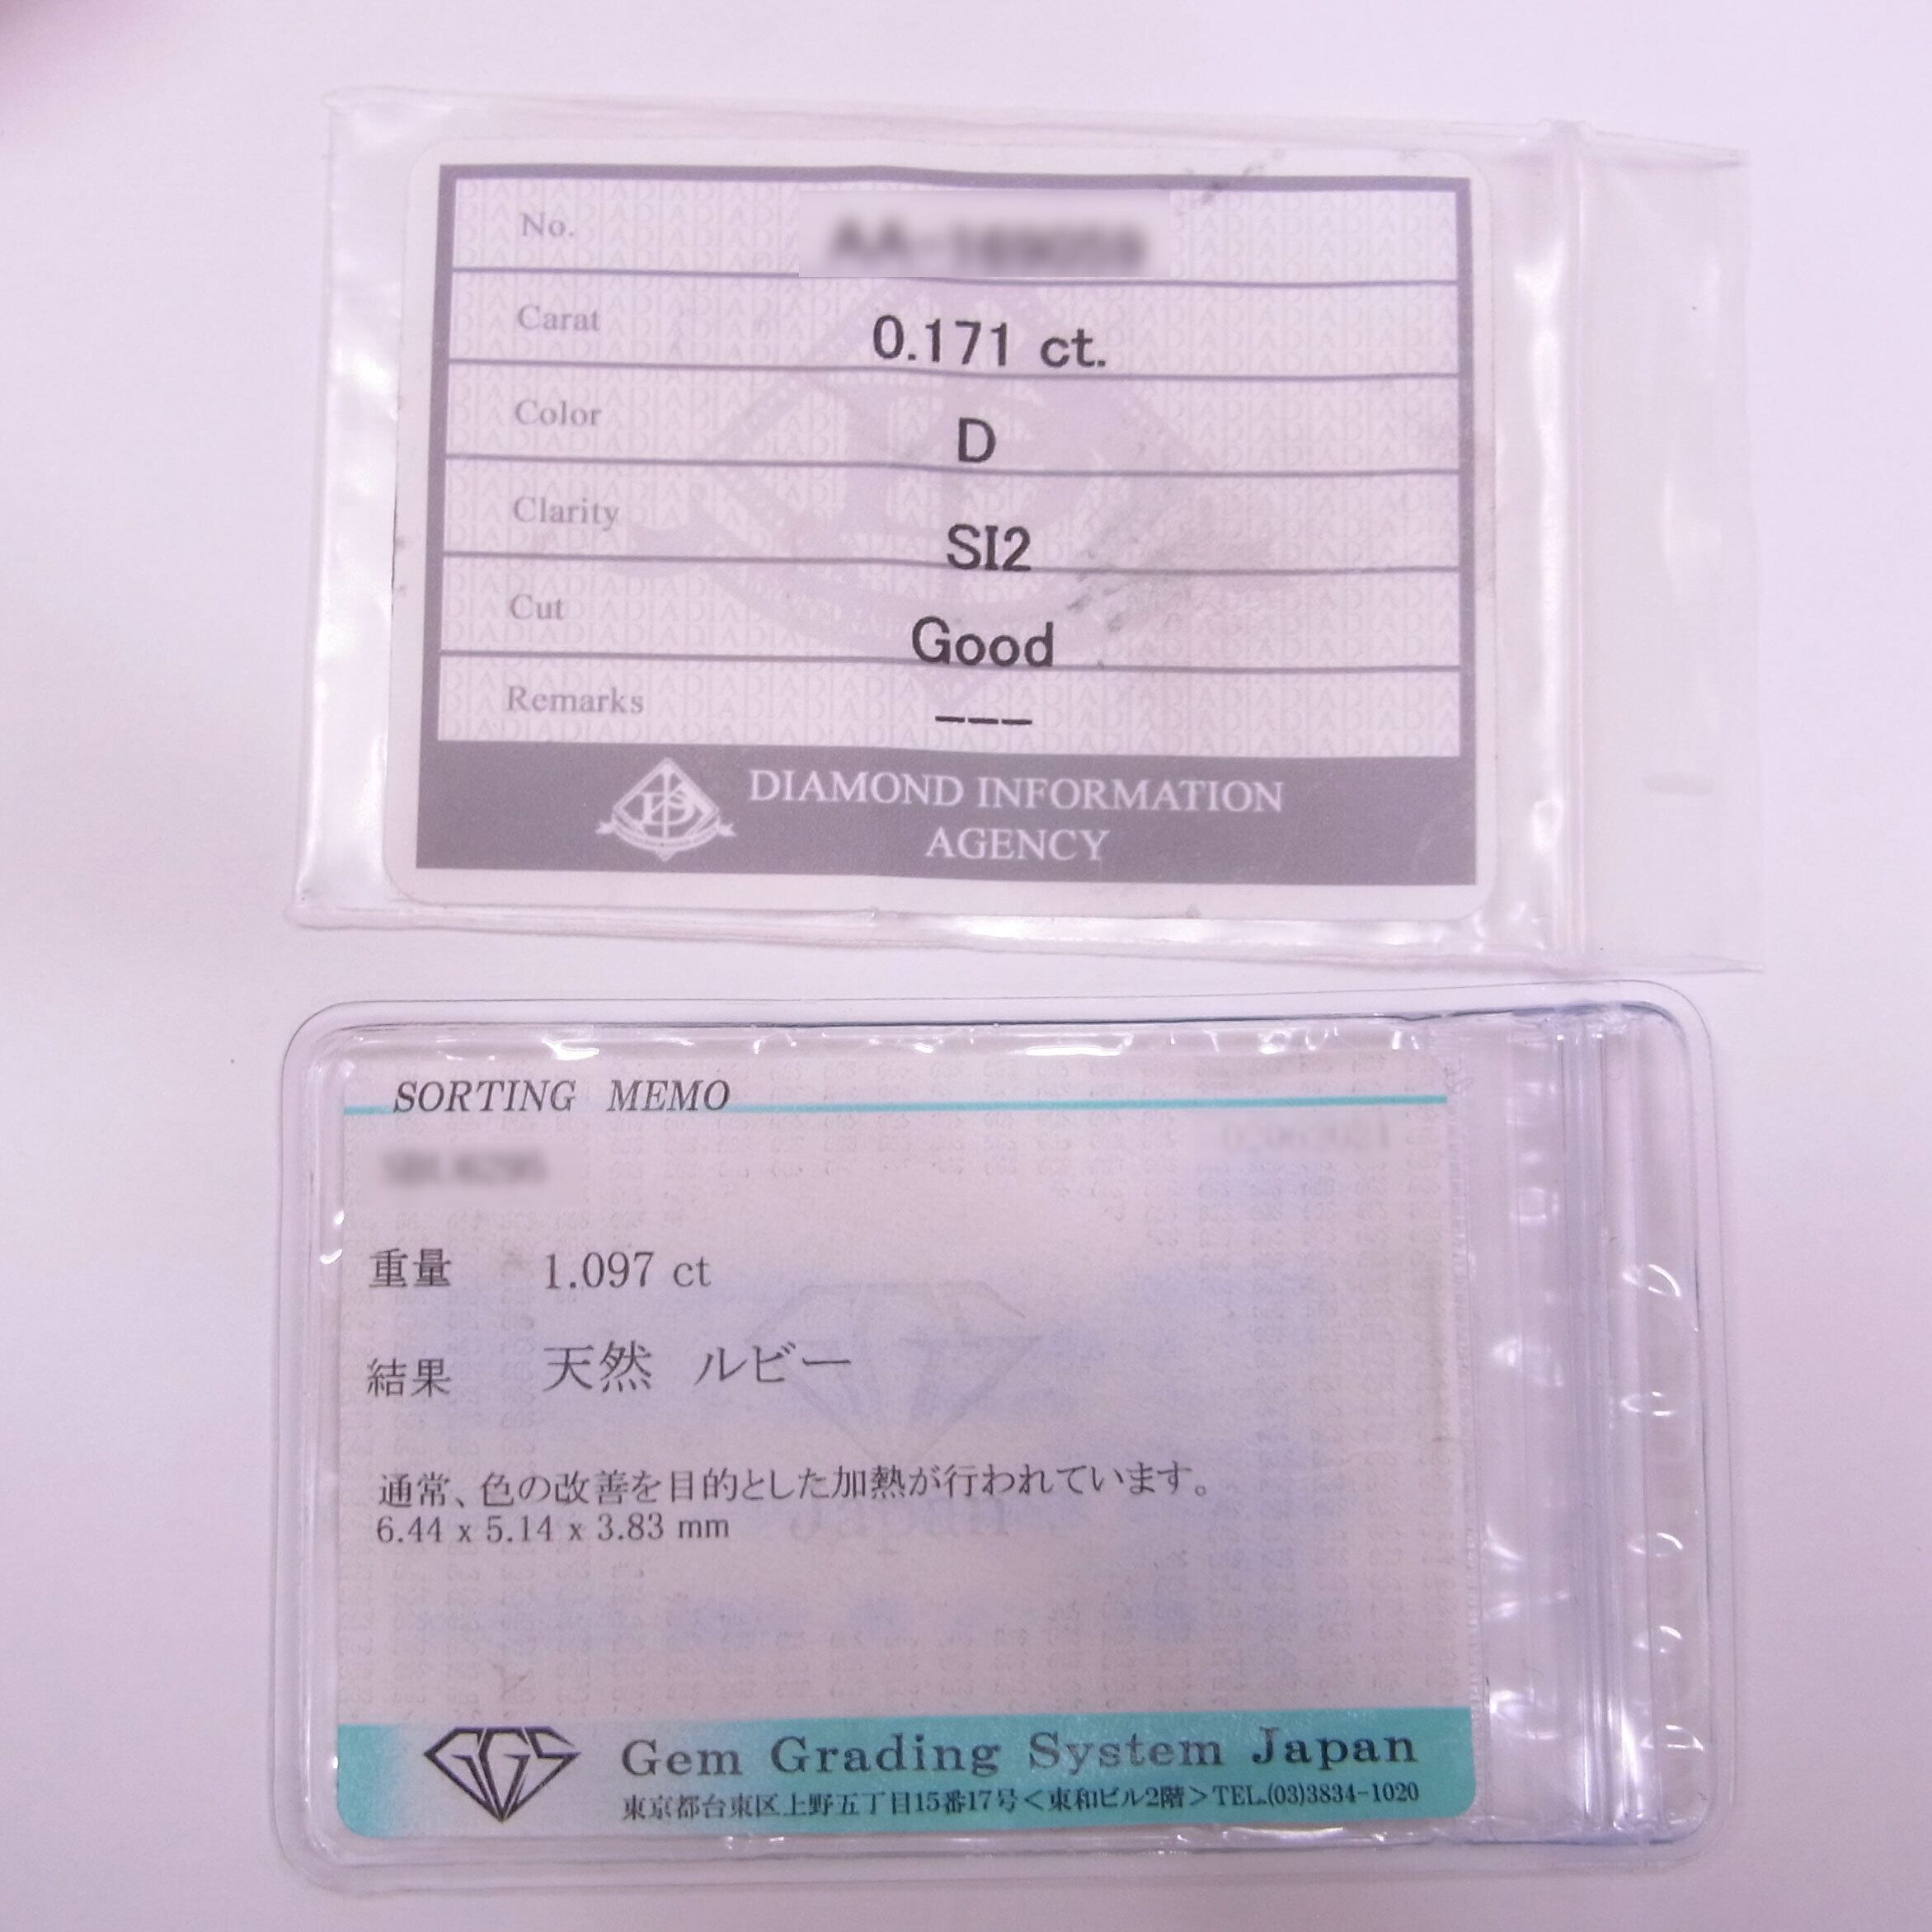 No.
Carat 0.171 ct.
Color D
Clarity SI2
Cut Good
Remarks ---
DIAMOND INFORMATION
AGENCY
SORTING MEMO
重量 1.097 ct
結果 天然 ルビー
通常、色の改善を目的とした加熱が行われています。
6.44 x 5.14 x 3.83 mm
GGS Gem Grading System Japan
東京都台東区上野五丁目15番17号<東和ビル2階>TEL.(03)3834-1020